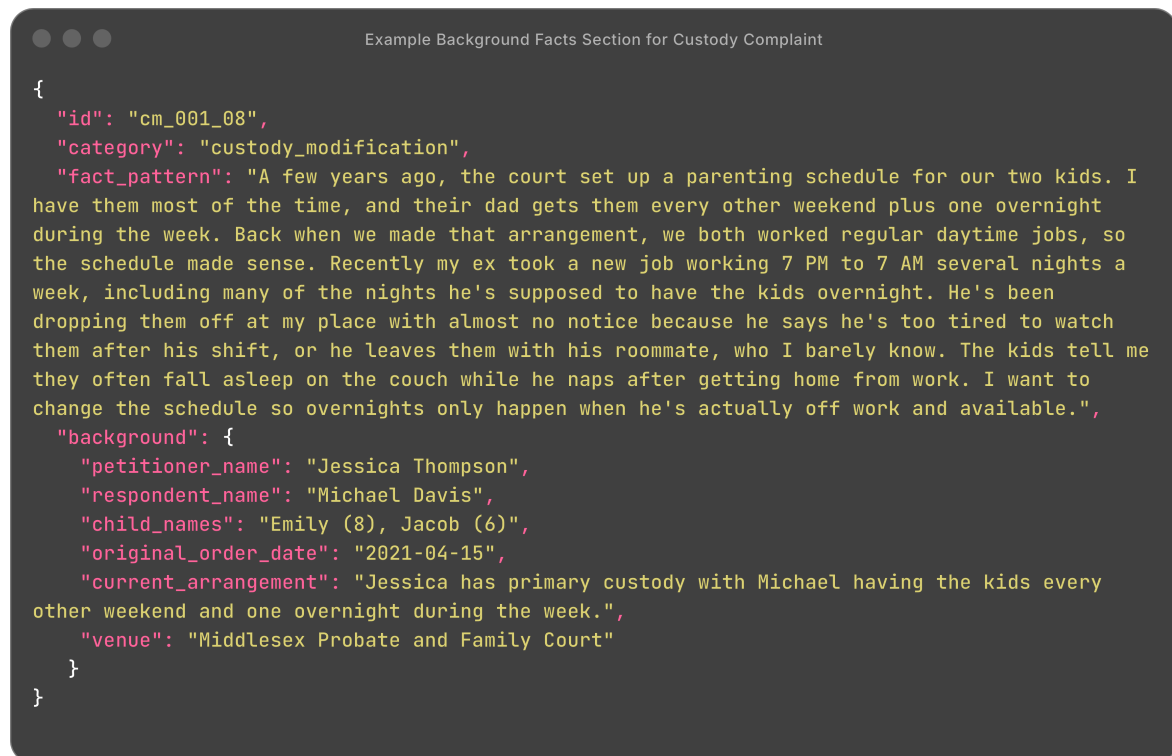 Example Background Facts Section for Custody Complaint
{
  "id": "cm_001_08",
  "category": "custody_modification",
  "fact_pattern": "A few years ago, the court set up a parenting schedule for our two kids. I
have them most of the time, and their dad gets them every other weekend plus one overnight
during the week. Back when we made that arrangement, we both worked regular daytime jobs, so
the schedule made sense. Recently my ex took a new job working 7 PM to 7 AM several nights a
week, including many of the nights he's supposed to have the kids overnight. He's been
dropping them off at my place with almost no notice because he says he's too tired to watch
them after his shift, or he leaves them with his roommate, who I barely know. The kids tell me
they often fall asleep on the couch while he naps after getting home from work. I want to
change the schedule so overnights only happen when he's actually off work and available.",
  "background": {
    "petitioner_name": "Jessica Thompson",
    "respondent_name": "Michael Davis",
    "child_names": "Emily (8), Jacob (6)",
    "original_order_date": "2021-04-15",
    "current_arrangement": "Jessica has primary custody with Michael having the kids every
other weekend and one overnight during the week.",
    "venue": "Middlesex Probate and Family Court"
   }
}